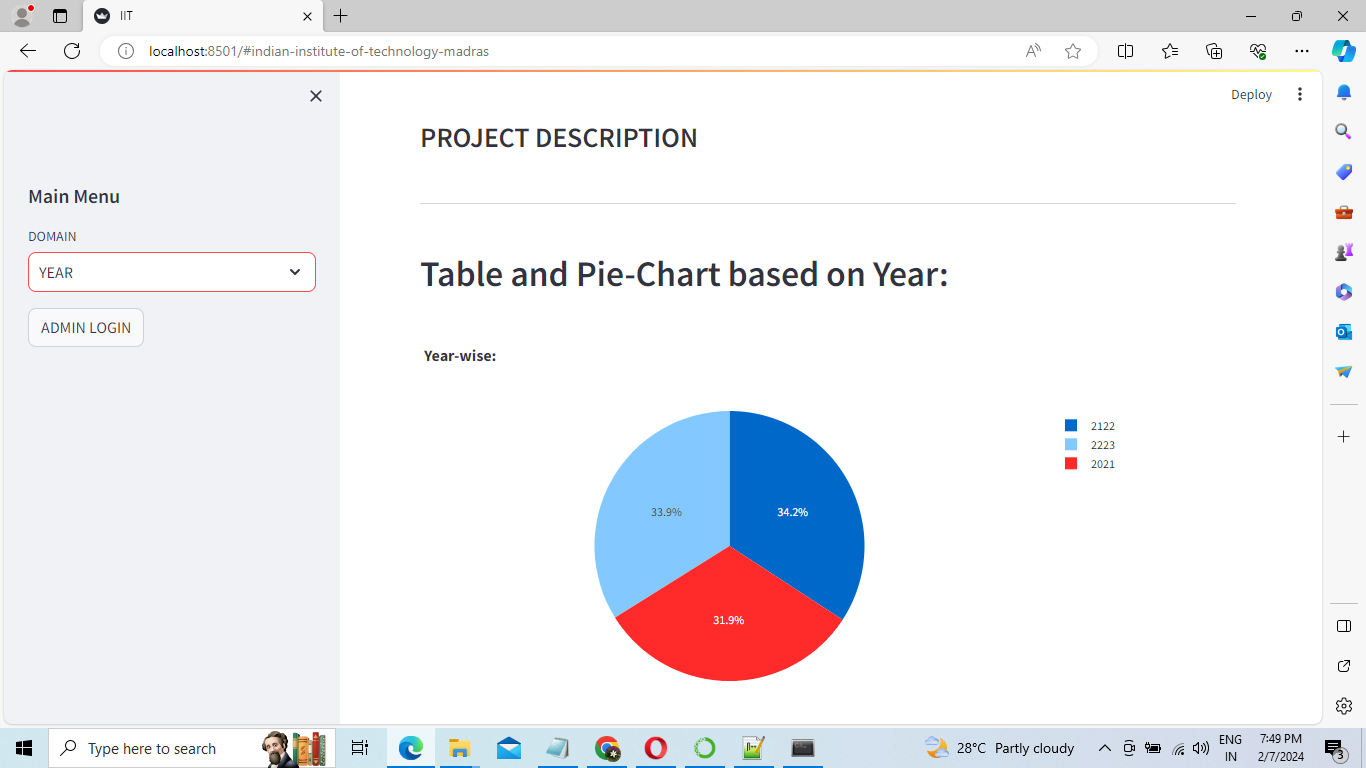 IIT
localhost:8501/#indian-institute-of-technology-madras
Deploy
PROJECT DESCRIPTION
Main Menu
DOMAIN
YEAR
ADMIN LOGIN
Table and Pie-Chart based on Year:
Year-wise:
2122
2223
2021
33.9%
34.2%
31.9%
Type here to search
28°C Partly cloudy
ENG
IN
7:49 PM
2/7/2024
3